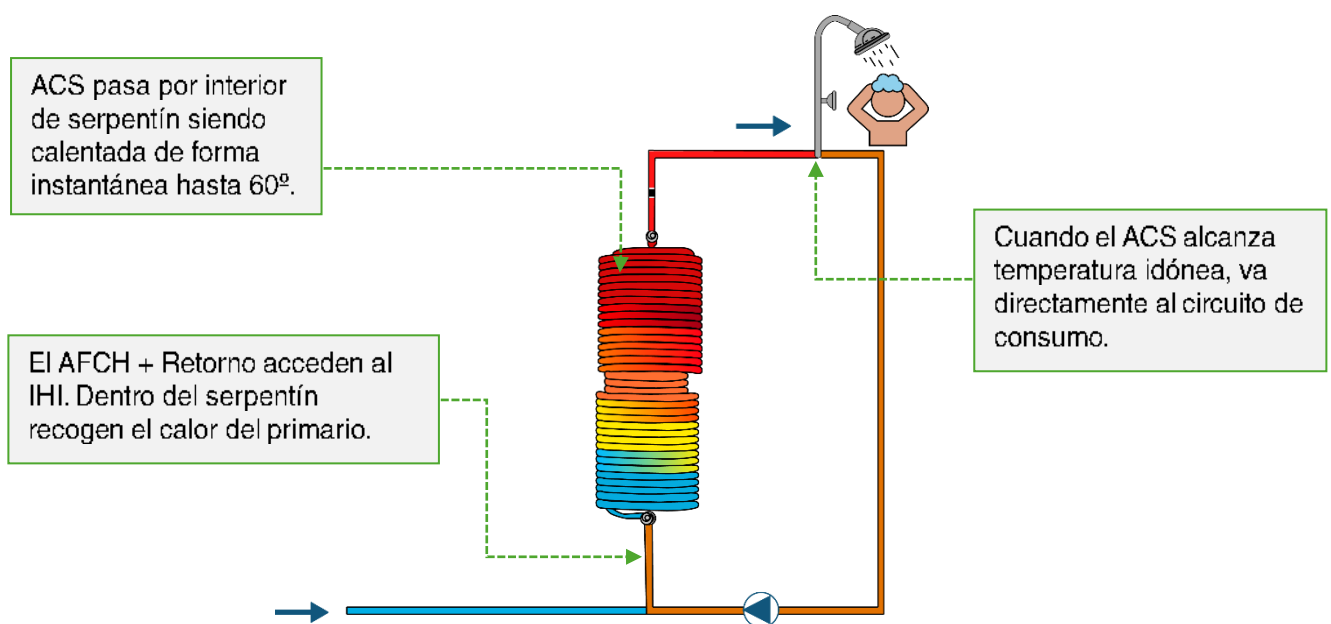 ACS pasa por interior
de serpentín siendo
calentada de forma
instantánea hasta 60º.
El AFCH + Retorno acceden al
IHI. Dentro del serpentín
recogen el calor del primario.
Cuando el ACS alcanza
temperatura idónea, va
directamente al circuito de
consumo.